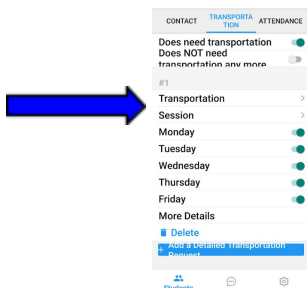 CONTACT
TRANSPORTA
TION
ATTENDANCE
Does need transportation
Does NOT need
transportation any more
#1
Transportation
Session
Monday
Tuesday
Wednesday
Thursday
Friday
More Details
Delete
+ Add a Detailed Transportation
Request
Students